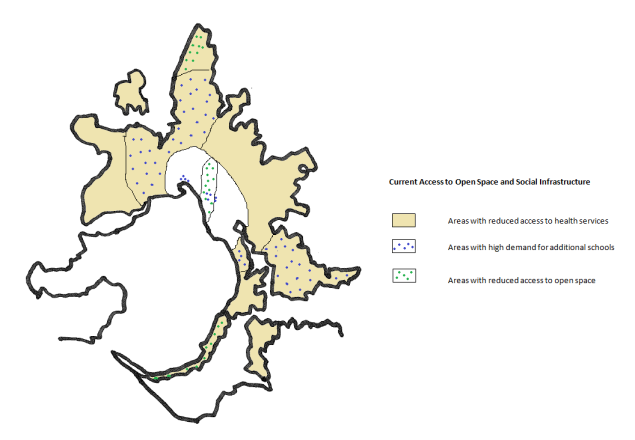 Current Access to Open Space and Social Infrastructure
Areas with reduced access to health services
Areas with high demand for additional schools
Areas with reduced access to open space